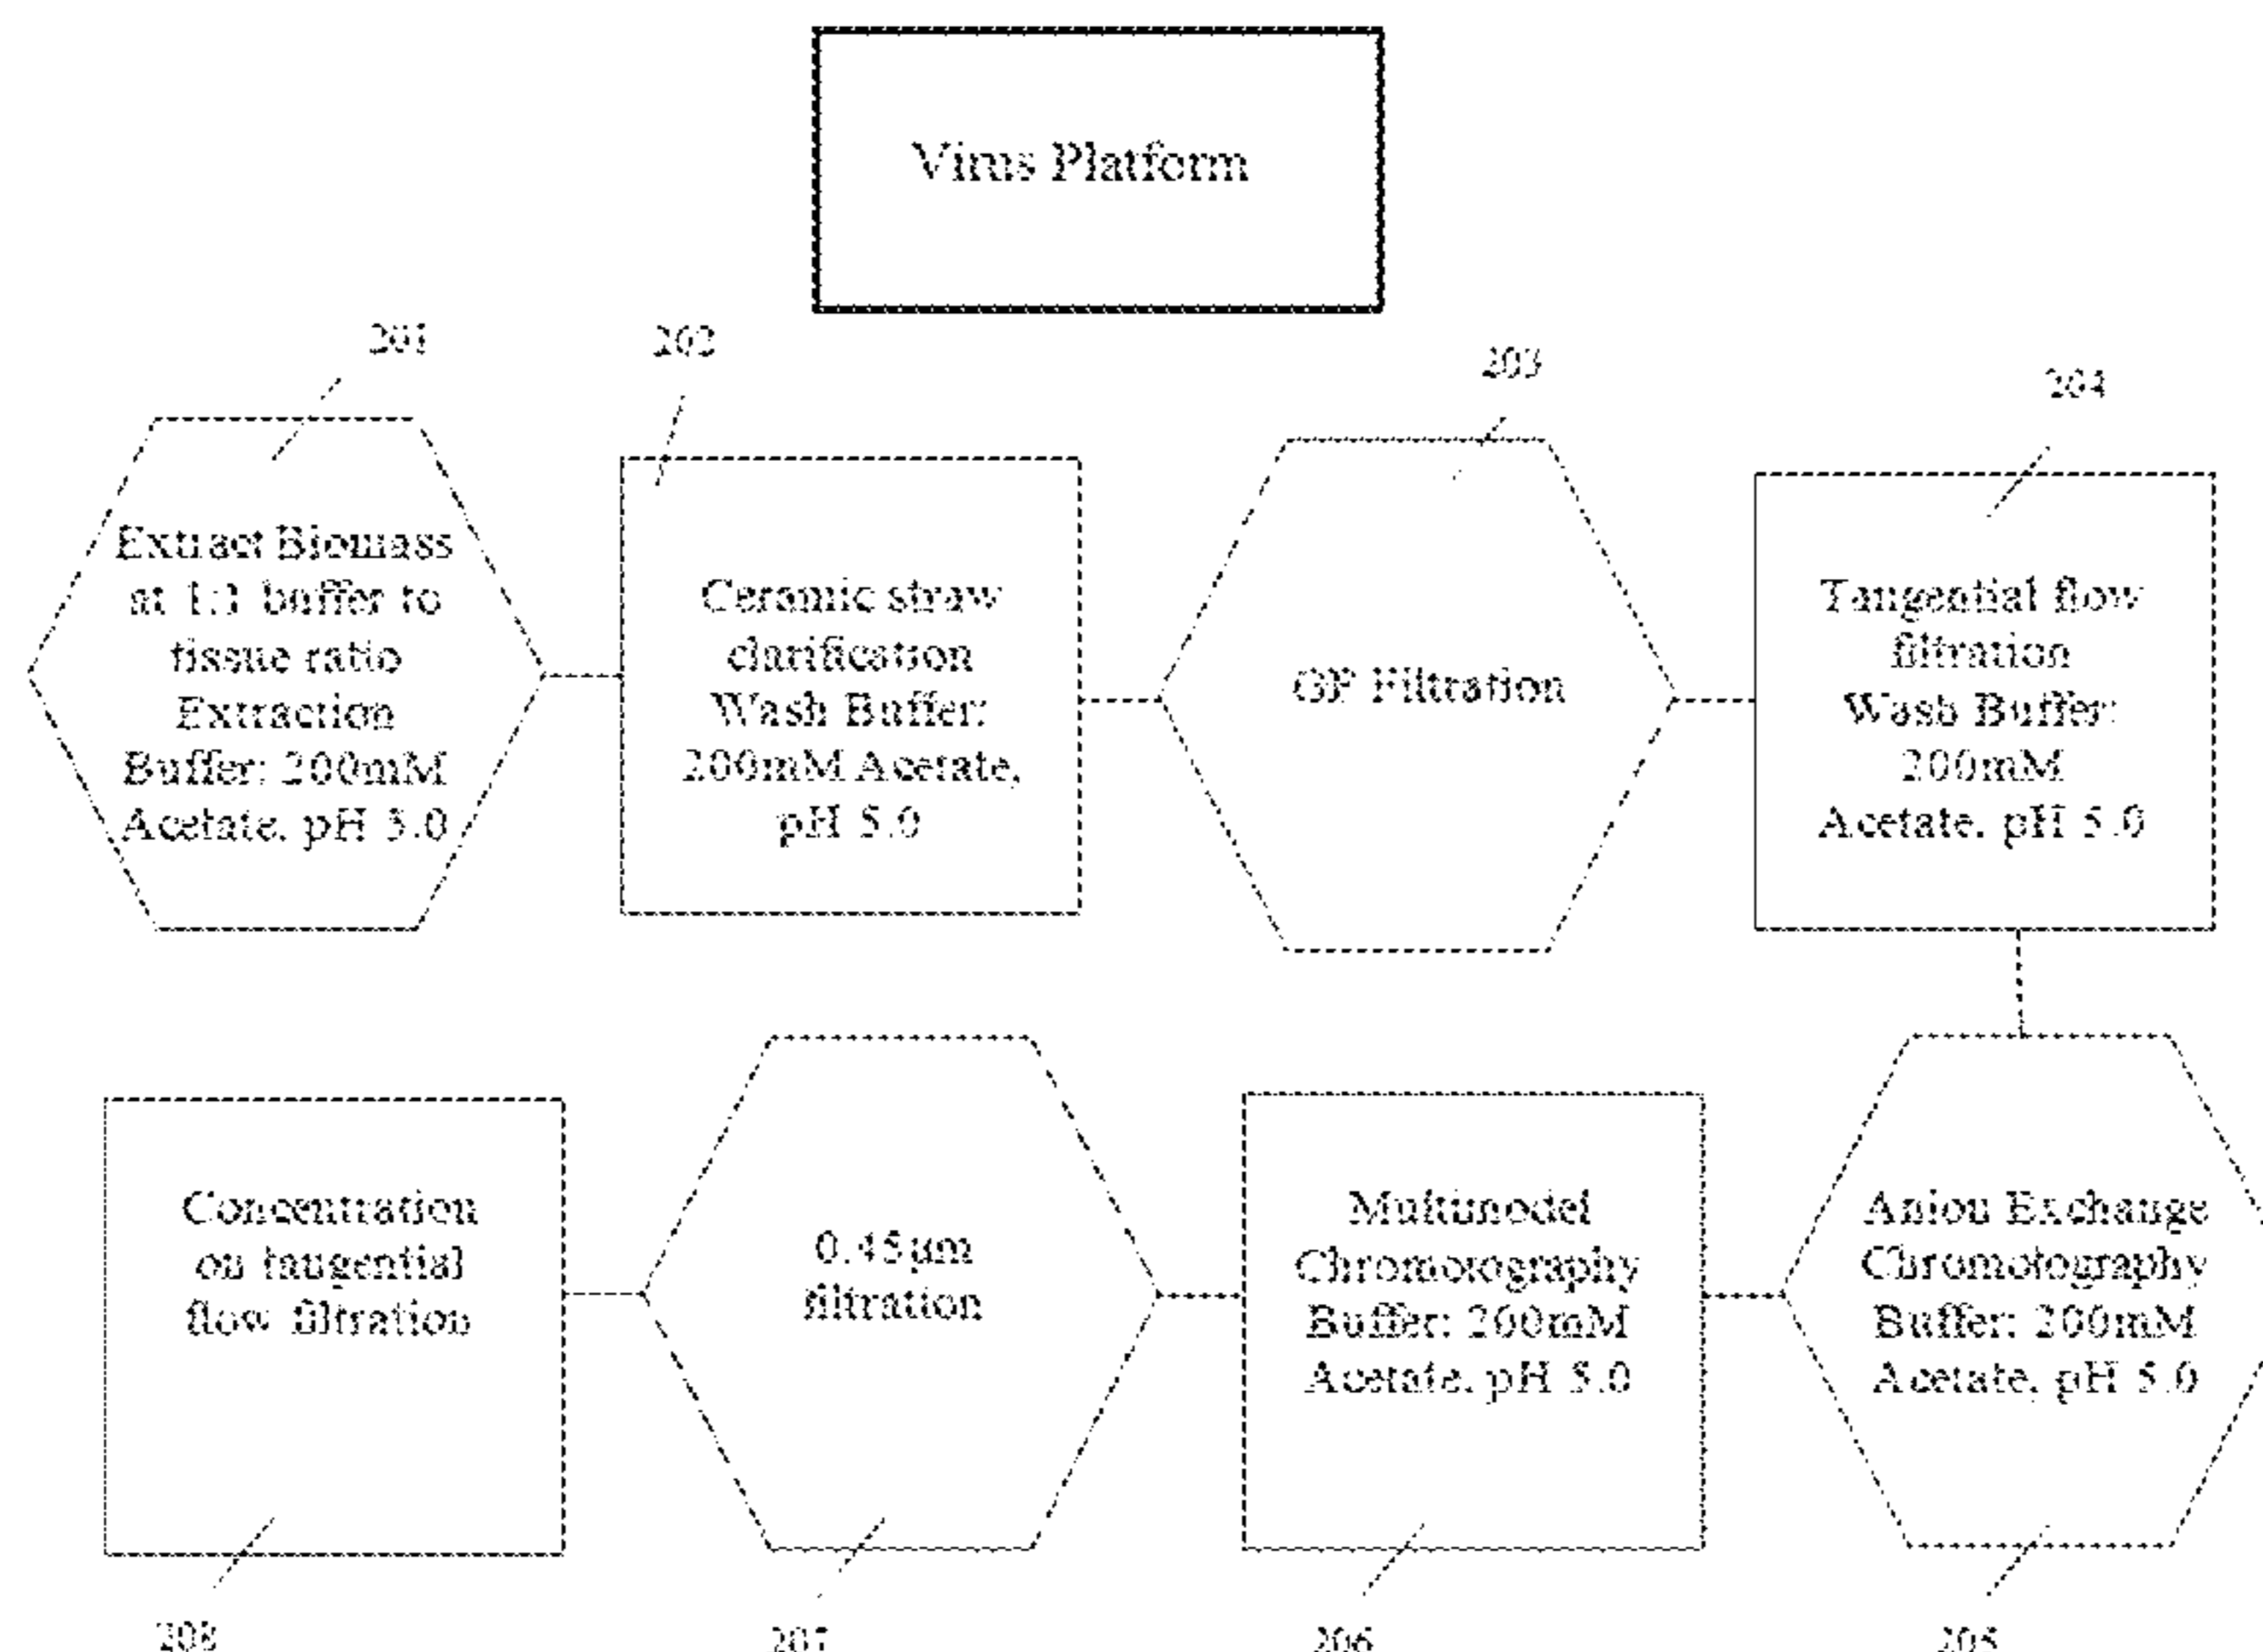 Virus Platform
201
202
203
204
Extract Biomass
at 1:1 buffer to
tissue ratio
Extraction
Buffer: 200mM
Acetate, pH 5.0
Ceramic straw
clarification
Wash Buffer:
200mM Acetate,
pH 5.0
GF Filtration
Tangential flow
filtration
Wash Buffer:
200mM
Acetate, pH 5.0
Concentration
on tangential
flow filtration
0.45µm
filtration
Multimodel
Chromotography
Buffer: 200mM
Acetate, pH 5.0
Anion Exchange
Chromotography
Buffer: 200mM
Acetate, pH 5.0
208
207
206
205